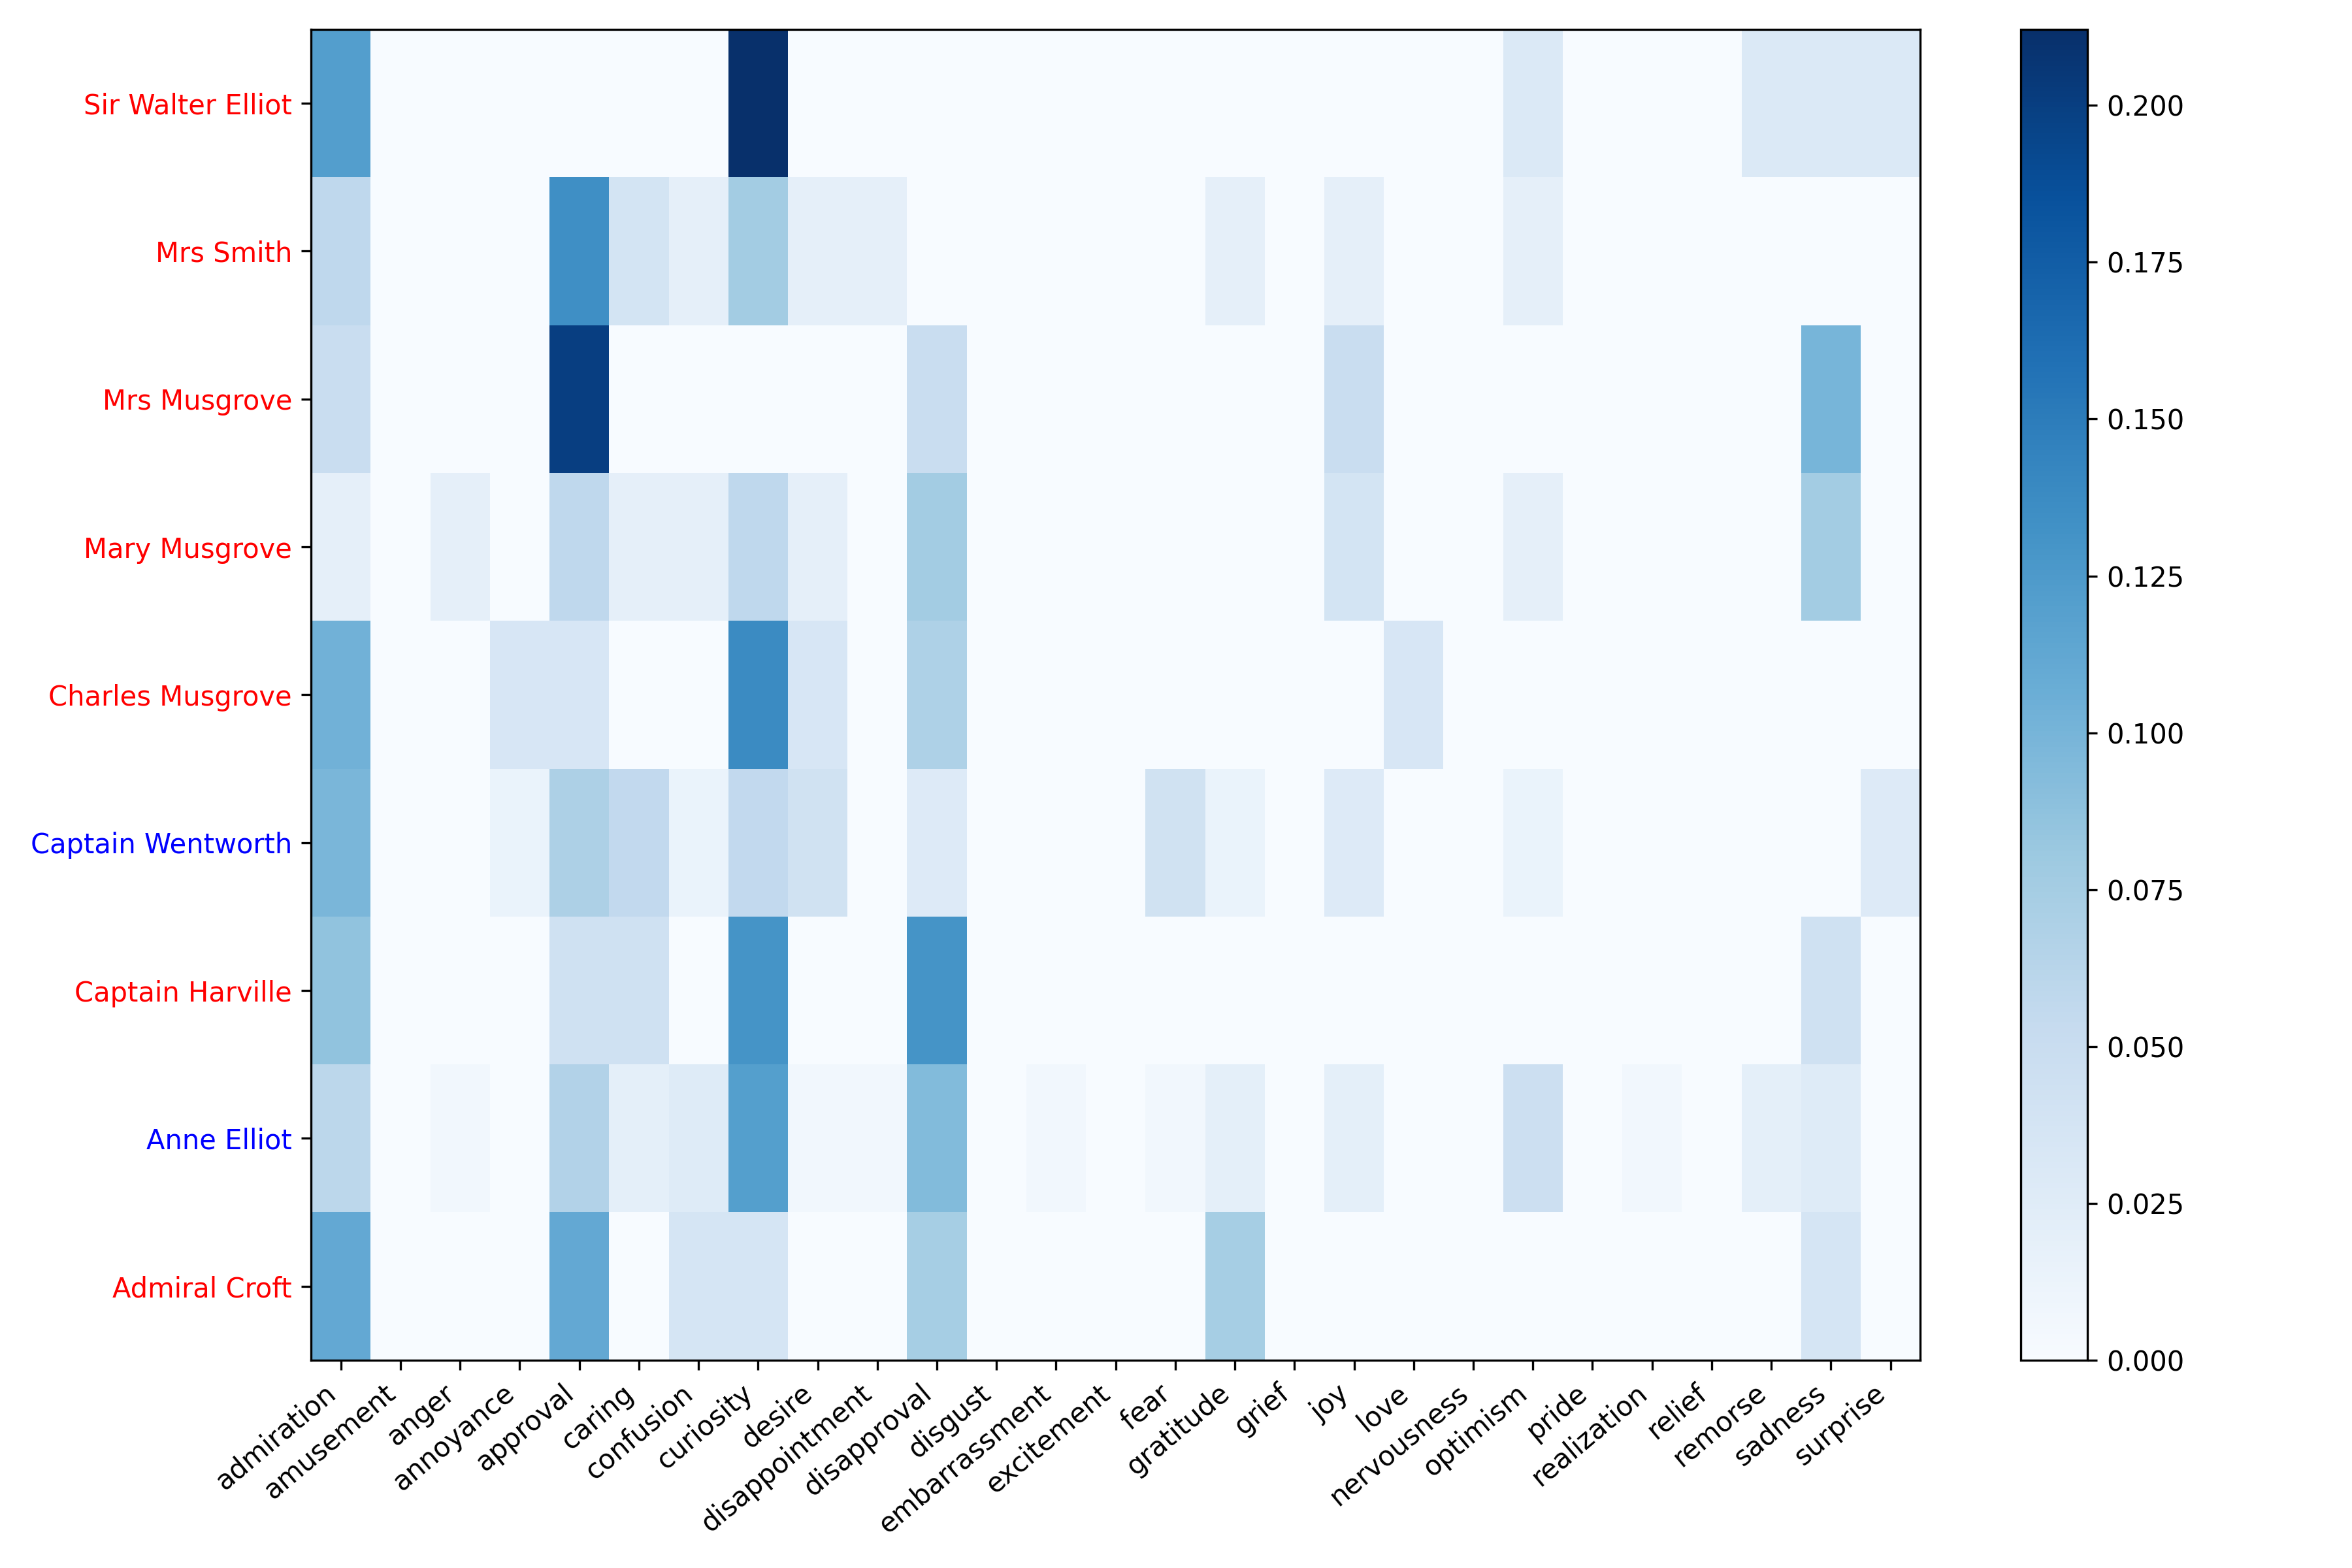 Sir Walter Elliot
Mrs Smith
Mrs Musgrove
Mary Musgrove
Charles Musgrove
Captain Wentworth
Captain Harville
Anne Elliot
Admiral Croft
admiration
amusement
anger
annoyance
approval
caring
confusion
curiosity
desire
disappointment
disapproval
disgust
embarrassment
excitement
fear
gratitude
grief
joy
love
nervousness
optimism
pride
realization
relief
remorse
sadness
surprise
0.200
0.175
0.150
0.125
0.100
0.075
0.050
0.025
0.000